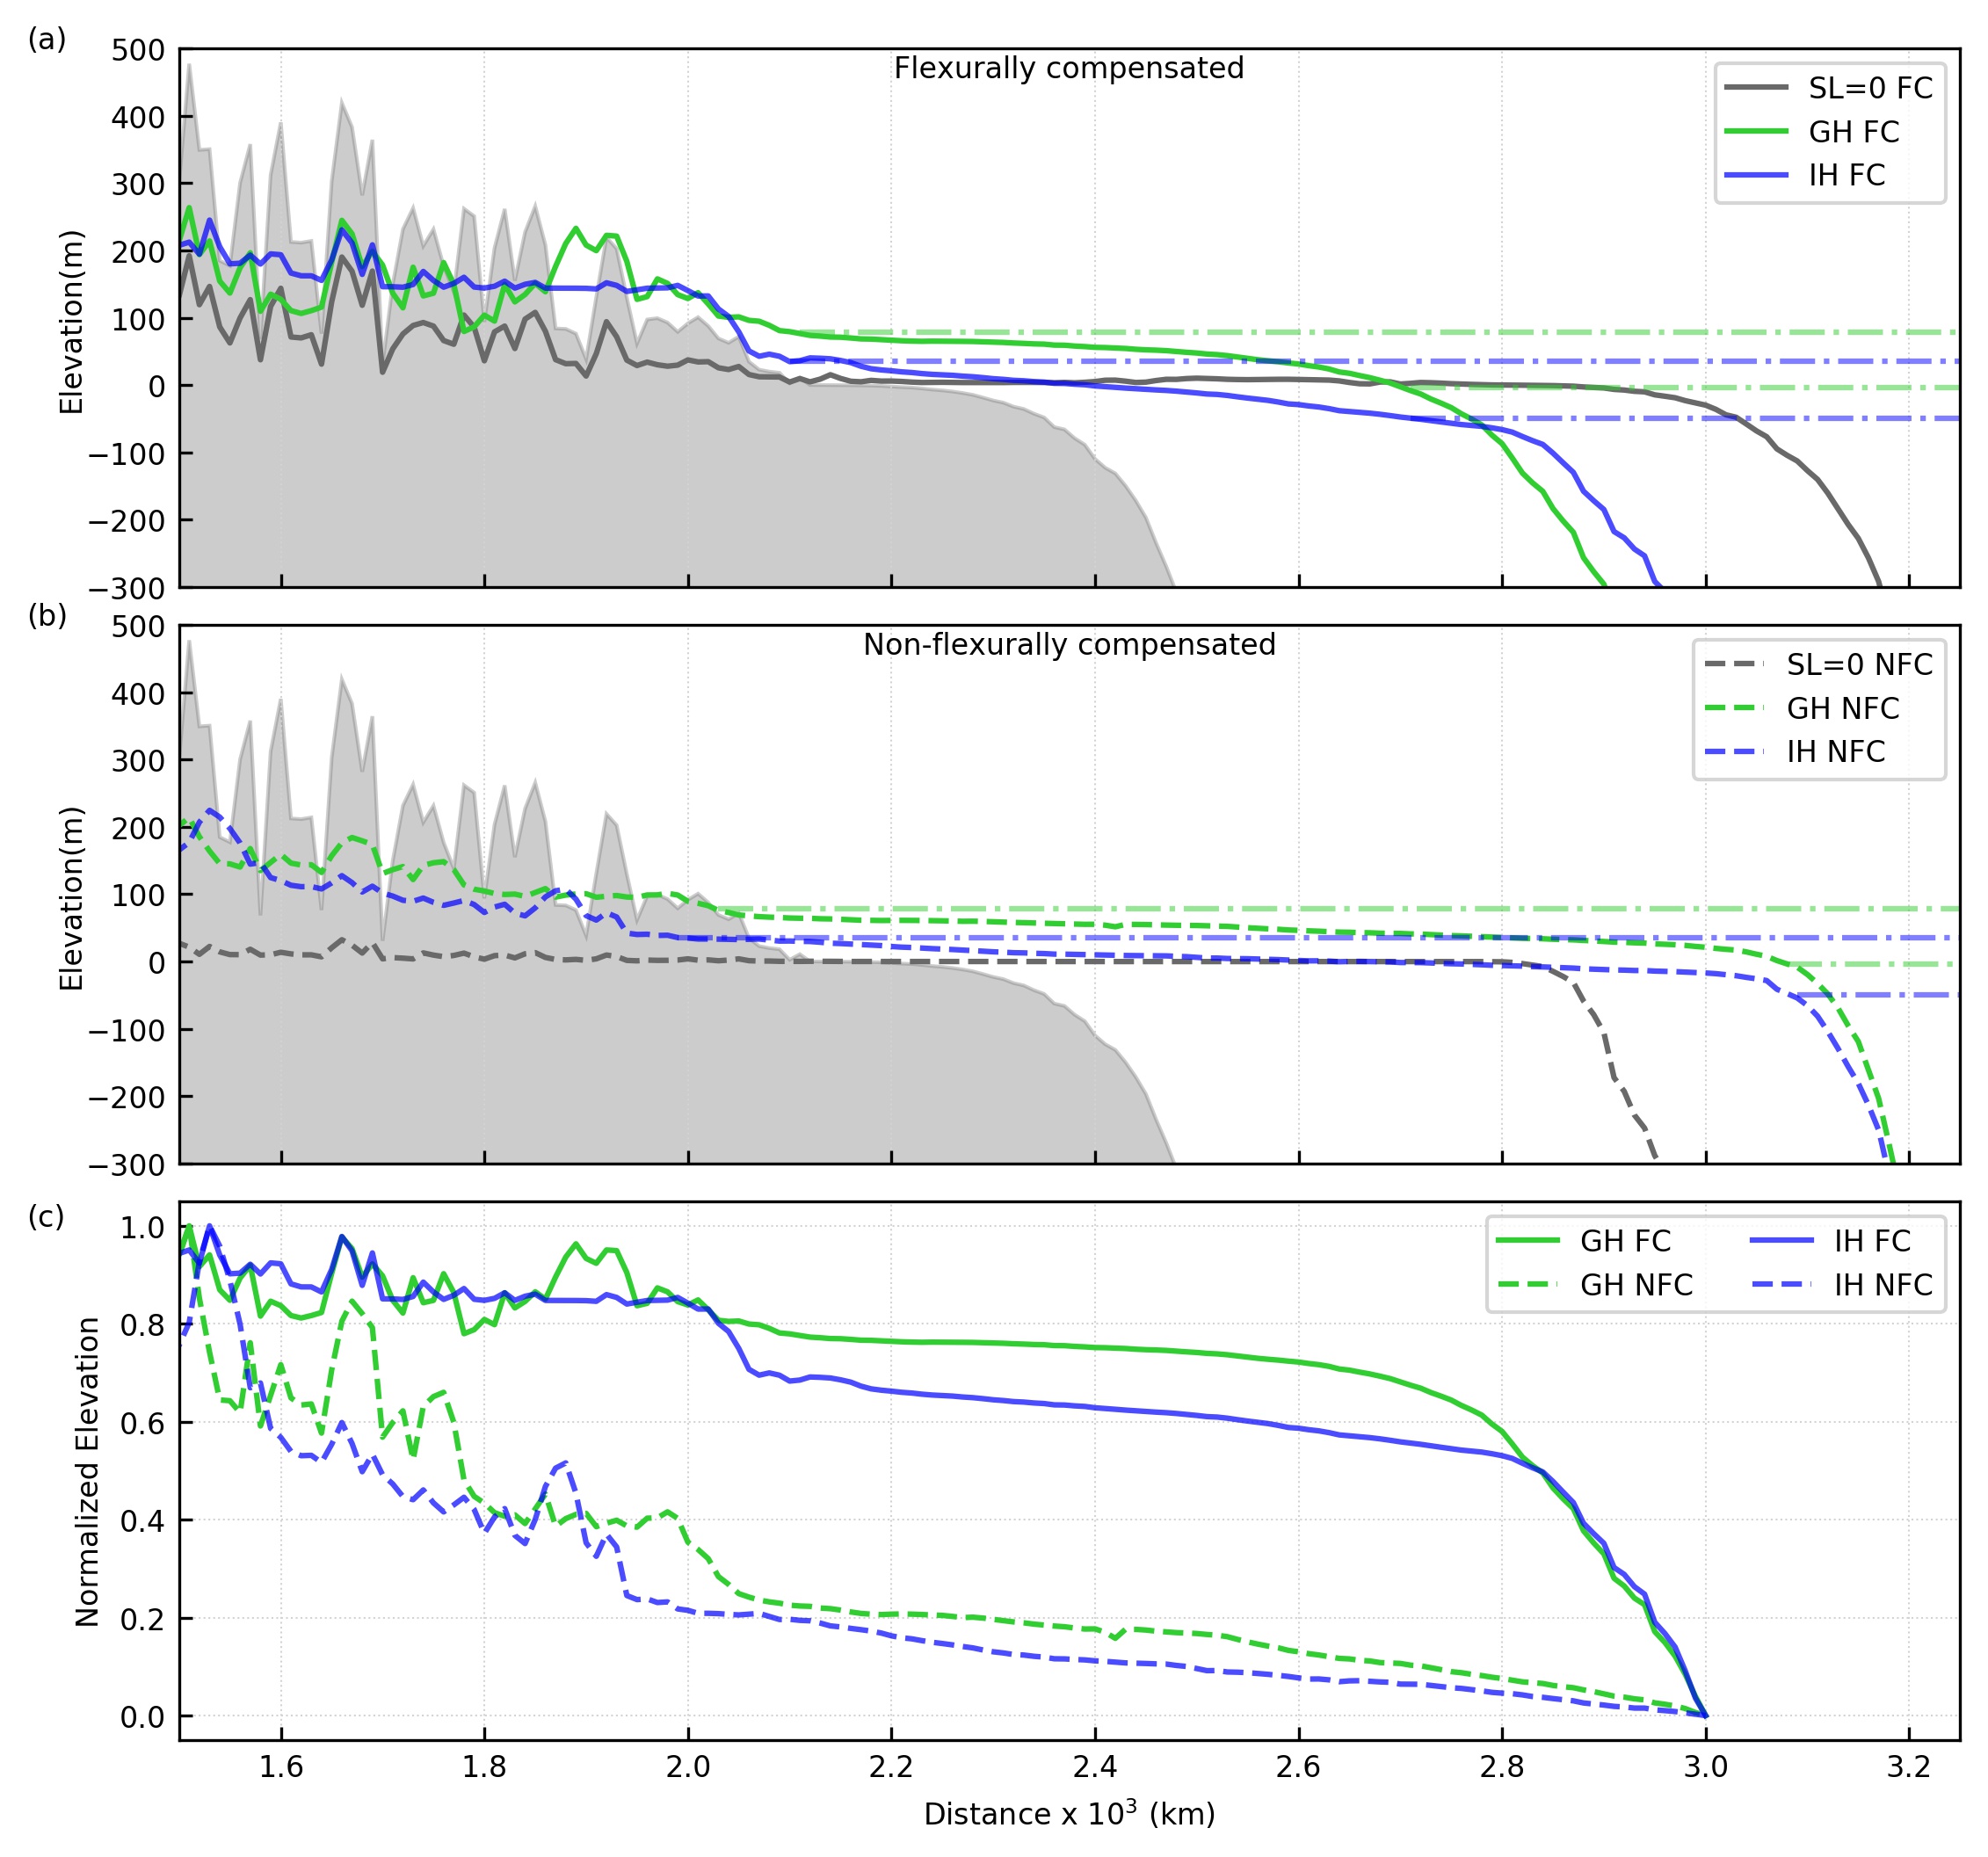 (a)
Flexurally compensated
Elevation(m)
500
400
300
200
100
0
−100
−200
−300
SL=0 FC
GH FC
IH FC
(b)
Non-flexurally compensated
Elevation(m)
500
400
300
200
100
0
−100
−200
−300
SL=0 NFC
GH NFC
IH NFC
(c)
Normalized Elevation
1.0
0.8
0.6
0.4
0.2
0.0
GH FC IH FC
GH NFC IH NFC
1.6 1.8 2.0 2.2 2.4 2.6 2.8 3.0 3.2
Distance x 10³ (km)